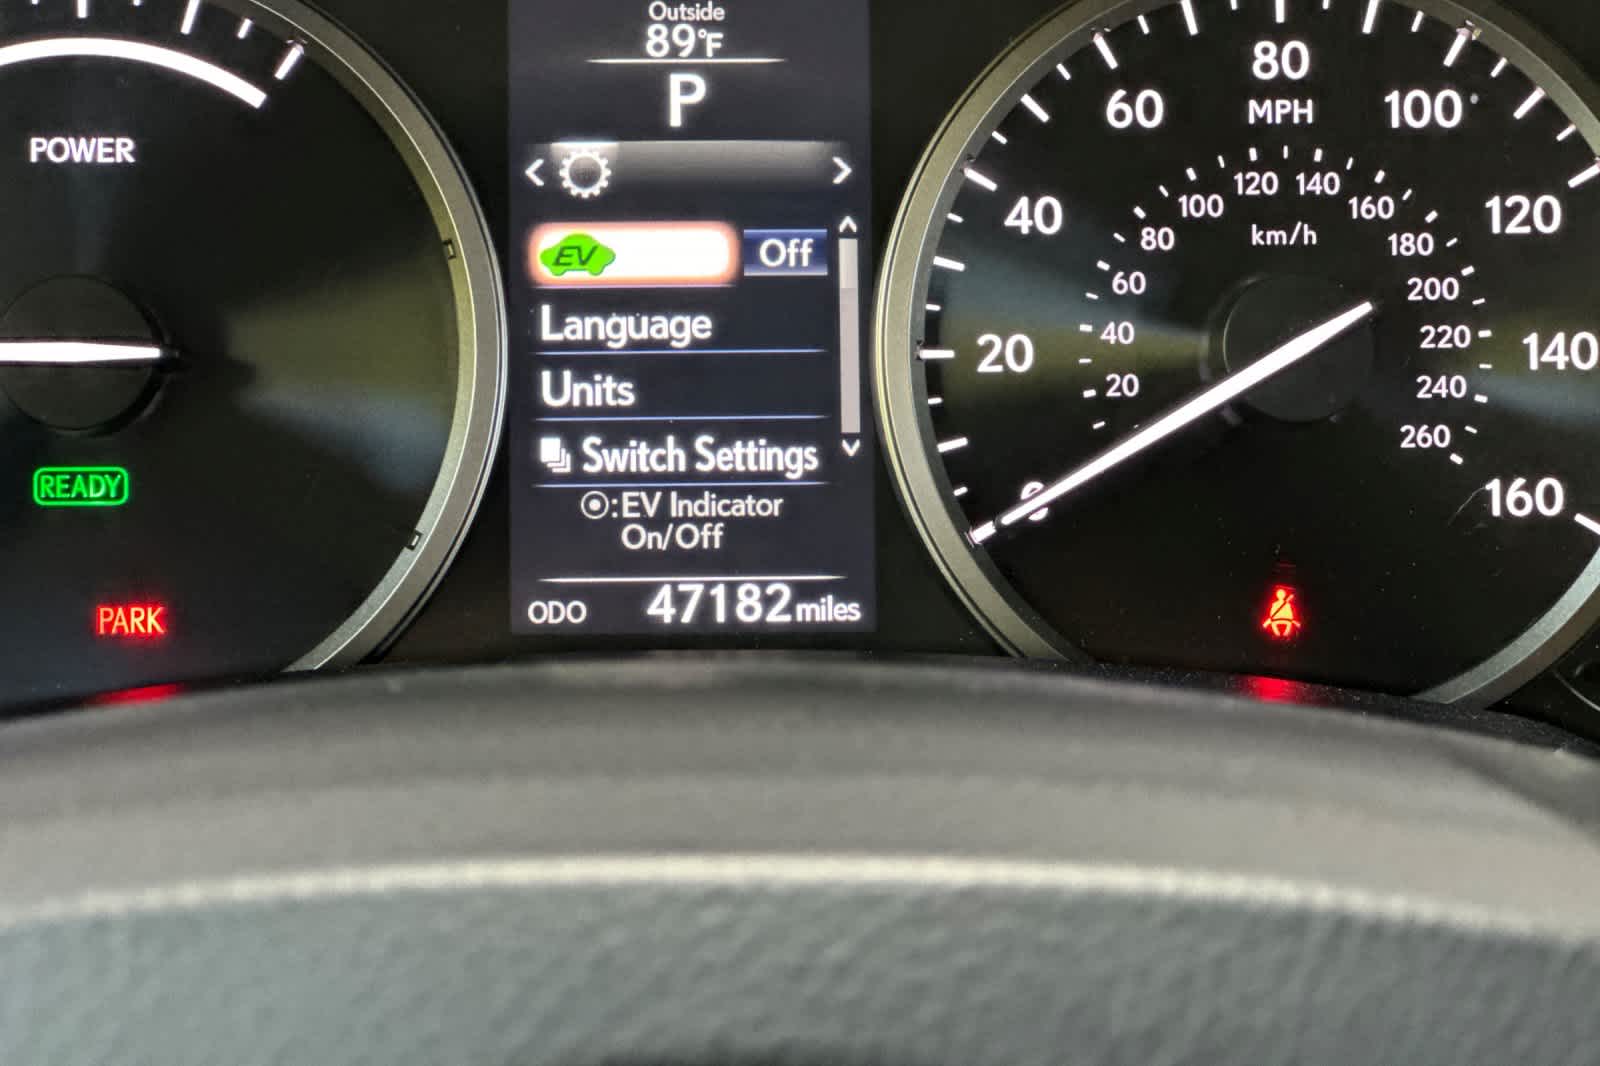 POWER
READY
PARK
Outside
89°F
P
< >
EV Off
Language
Units
Switch Settings
:EV Indicator
On/Off
ODO 47182 miles
0
20
40
60
80
100
120
140
160
MPH
20
40
60
80
100
120
140
160
180
200
220
240
260
km/h